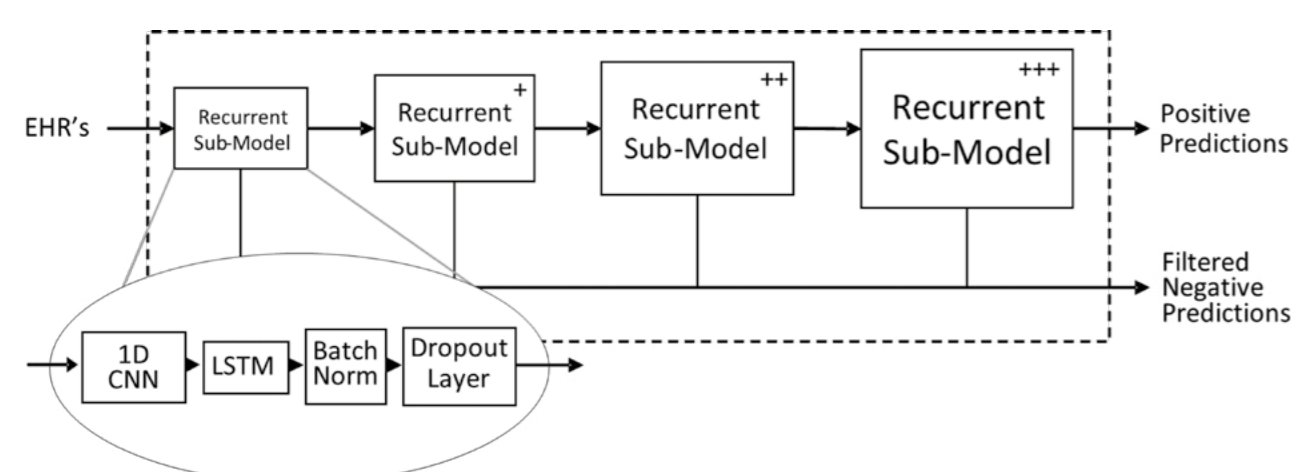 EHR's
Recurrent
Sub-Model
+
Recurrent
Sub-Model
++
Recurrent
Sub-Model
+++
Recurrent
Sub-Model
Positive
Predictions
Filtered
Negative
Predictions
1D
CNN
LSTM
Batch
Norm
Dropout
Layer